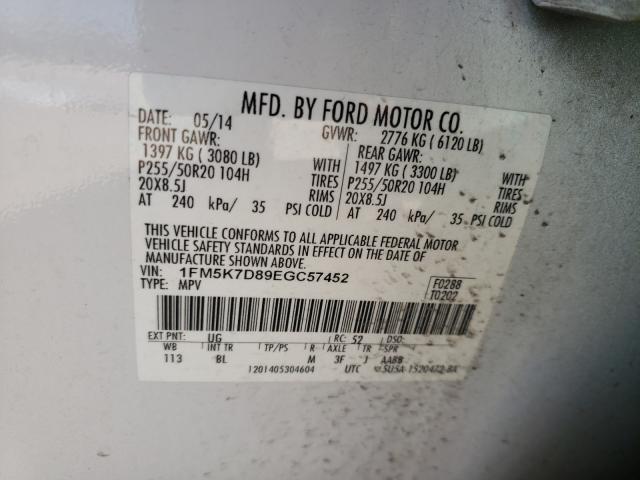 MFD. BY FORD MOTOR CO.
DATE: 05/14 GVWR: 2776 KG ( 6120 LB)
FRONT GAWR: REAR GAWR:
1397 KG ( 3080 LB) WITH 1497 KG ( 3300 LB) WITH
P255/50R20 104H TIRES P255/50R20 104H TIRES
20X8.5J RIMS 20X8.5J RIMS
AT 240 kPa/ 35 PSI COLD AT 240 kPa/ 35 PSI COLD
THIS VEHICLE CONFORMS TO ALL APPLICABLE FEDERAL MOTOR
VEHICLE SAFETY STANDARDS IN EFFECT ON THE DATE OF
MANUFACTURE SHOWN ABOVE.
VIN: 1FM5K7D89EGC57452 F0288
TYPE: MPV T0202
EXT PNT: UG RC: 52 DSO:
WB INT TR TP/PS R AXLE TR SPR
113 BL M 3F J AABB
1201405304604 UTC